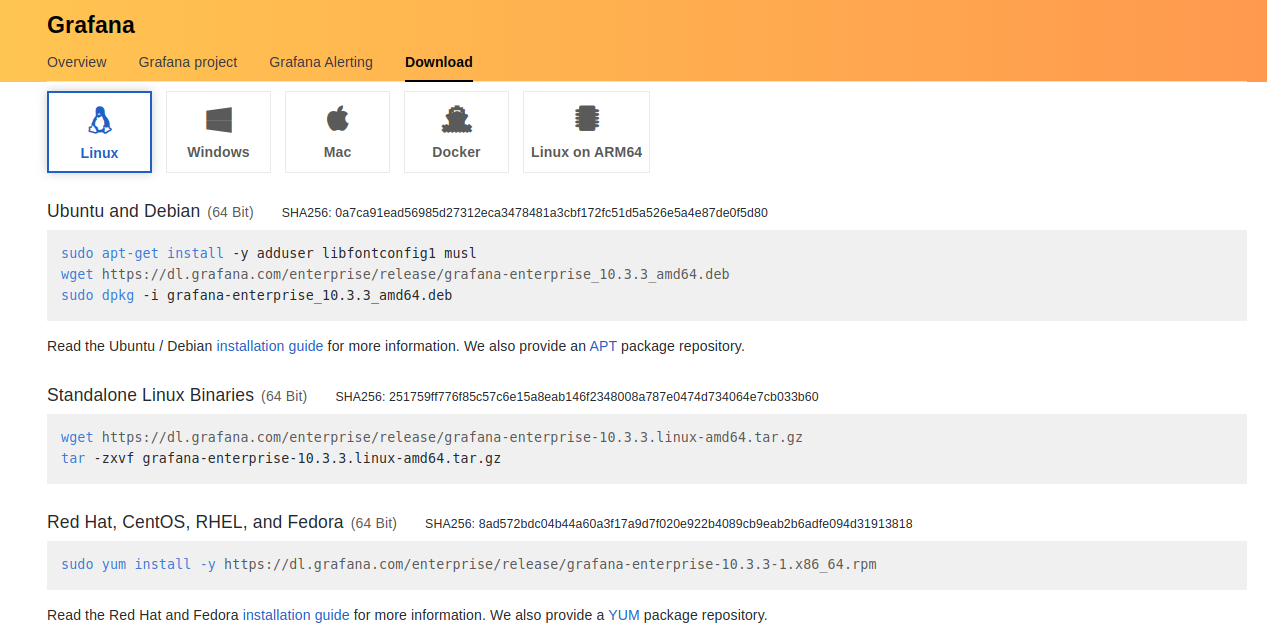 Grafana
Overview Grafana project Grafana Alerting Download
Linux Windows Mac Docker Linux on ARM64
Ubuntu and Debian (64 Bit) SHA256: 0a7ca91ead56985d27312eca3478481a3cbf172fc51d5a526e5a4e87de0f5d80
sudo apt-get install -y adduser libfontconfig1 musl
wget https://dl.grafana.com/enterprise/release/grafana-enterprise_10.3.3_amd64.deb
sudo dpkg -i grafana-enterprise_10.3.3_amd64.deb
Read the Ubuntu / Debian installation guide for more information. We also provide an APT package repository.
Standalone Linux Binaries (64 Bit) SHA256: 251759ff776f85c57c6e15a8eab146f2348008a787e0474d734064e7cb033b60
wget https://dl.grafana.com/enterprise/release/grafana-enterprise-10.3.3.linux-amd64.tar.gz
tar -zxvf grafana-enterprise-10.3.3.linux-amd64.tar.gz
Red Hat, CentOS, RHEL, and Fedora (64 Bit) SHA256: 8ad572bdc04b44a60a3f17a9d7f020e922b4089cb9eab2b6adfe094d31913818
sudo yum install -y https://dl.grafana.com/enterprise/release/grafana-enterprise-10.3.3-1.x86_64.rpm
Read the Red Hat and Fedora installation guide for more information. We also provide a YUM package repository.